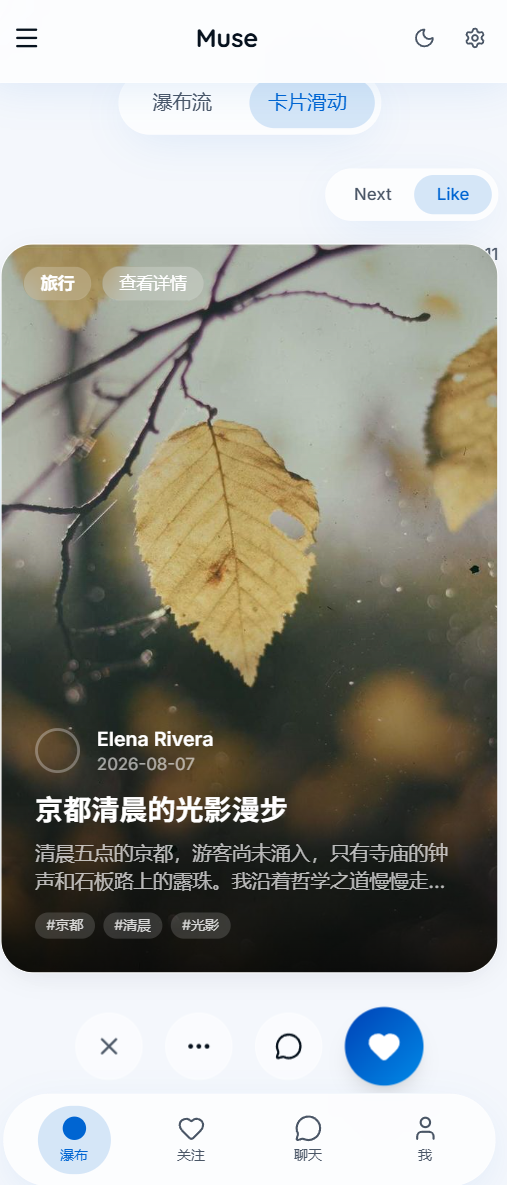 Muse
瀑布流
卡片滑动
Next
Like
11
旅行
查看详情
Elena Rivera
2026-08-07
京都清晨的光影漫步
清晨五点的京都，游客尚未涌入，只有寺庙的钟
声和石板路上的露珠。我沿着哲学之道慢慢走...
#京都
#清晨
#光影
瀑布
关注
聊天
我